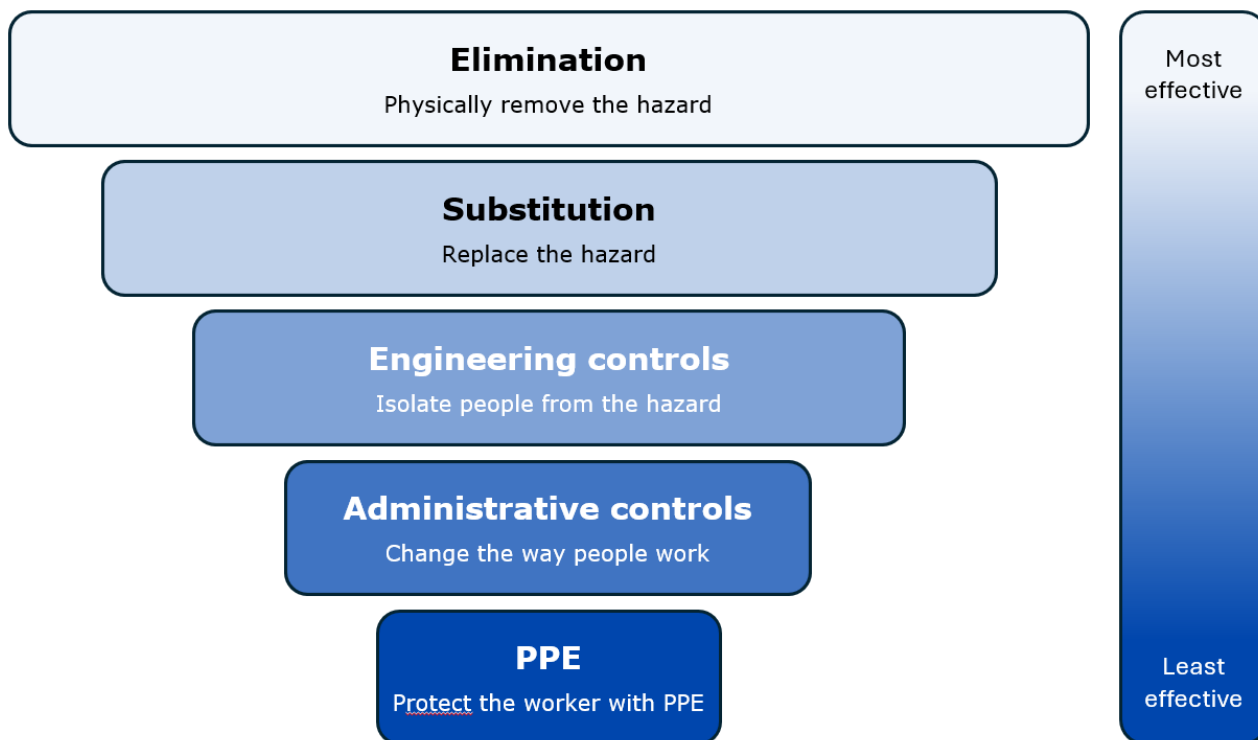 Elimination
Physically remove the hazard
Most
effective
Substitution
Replace the hazard
Engineering controls
Isolate people from the hazard
Administrative controls
Change the way people work
PPE
Protect the worker with PPE
Least
effective